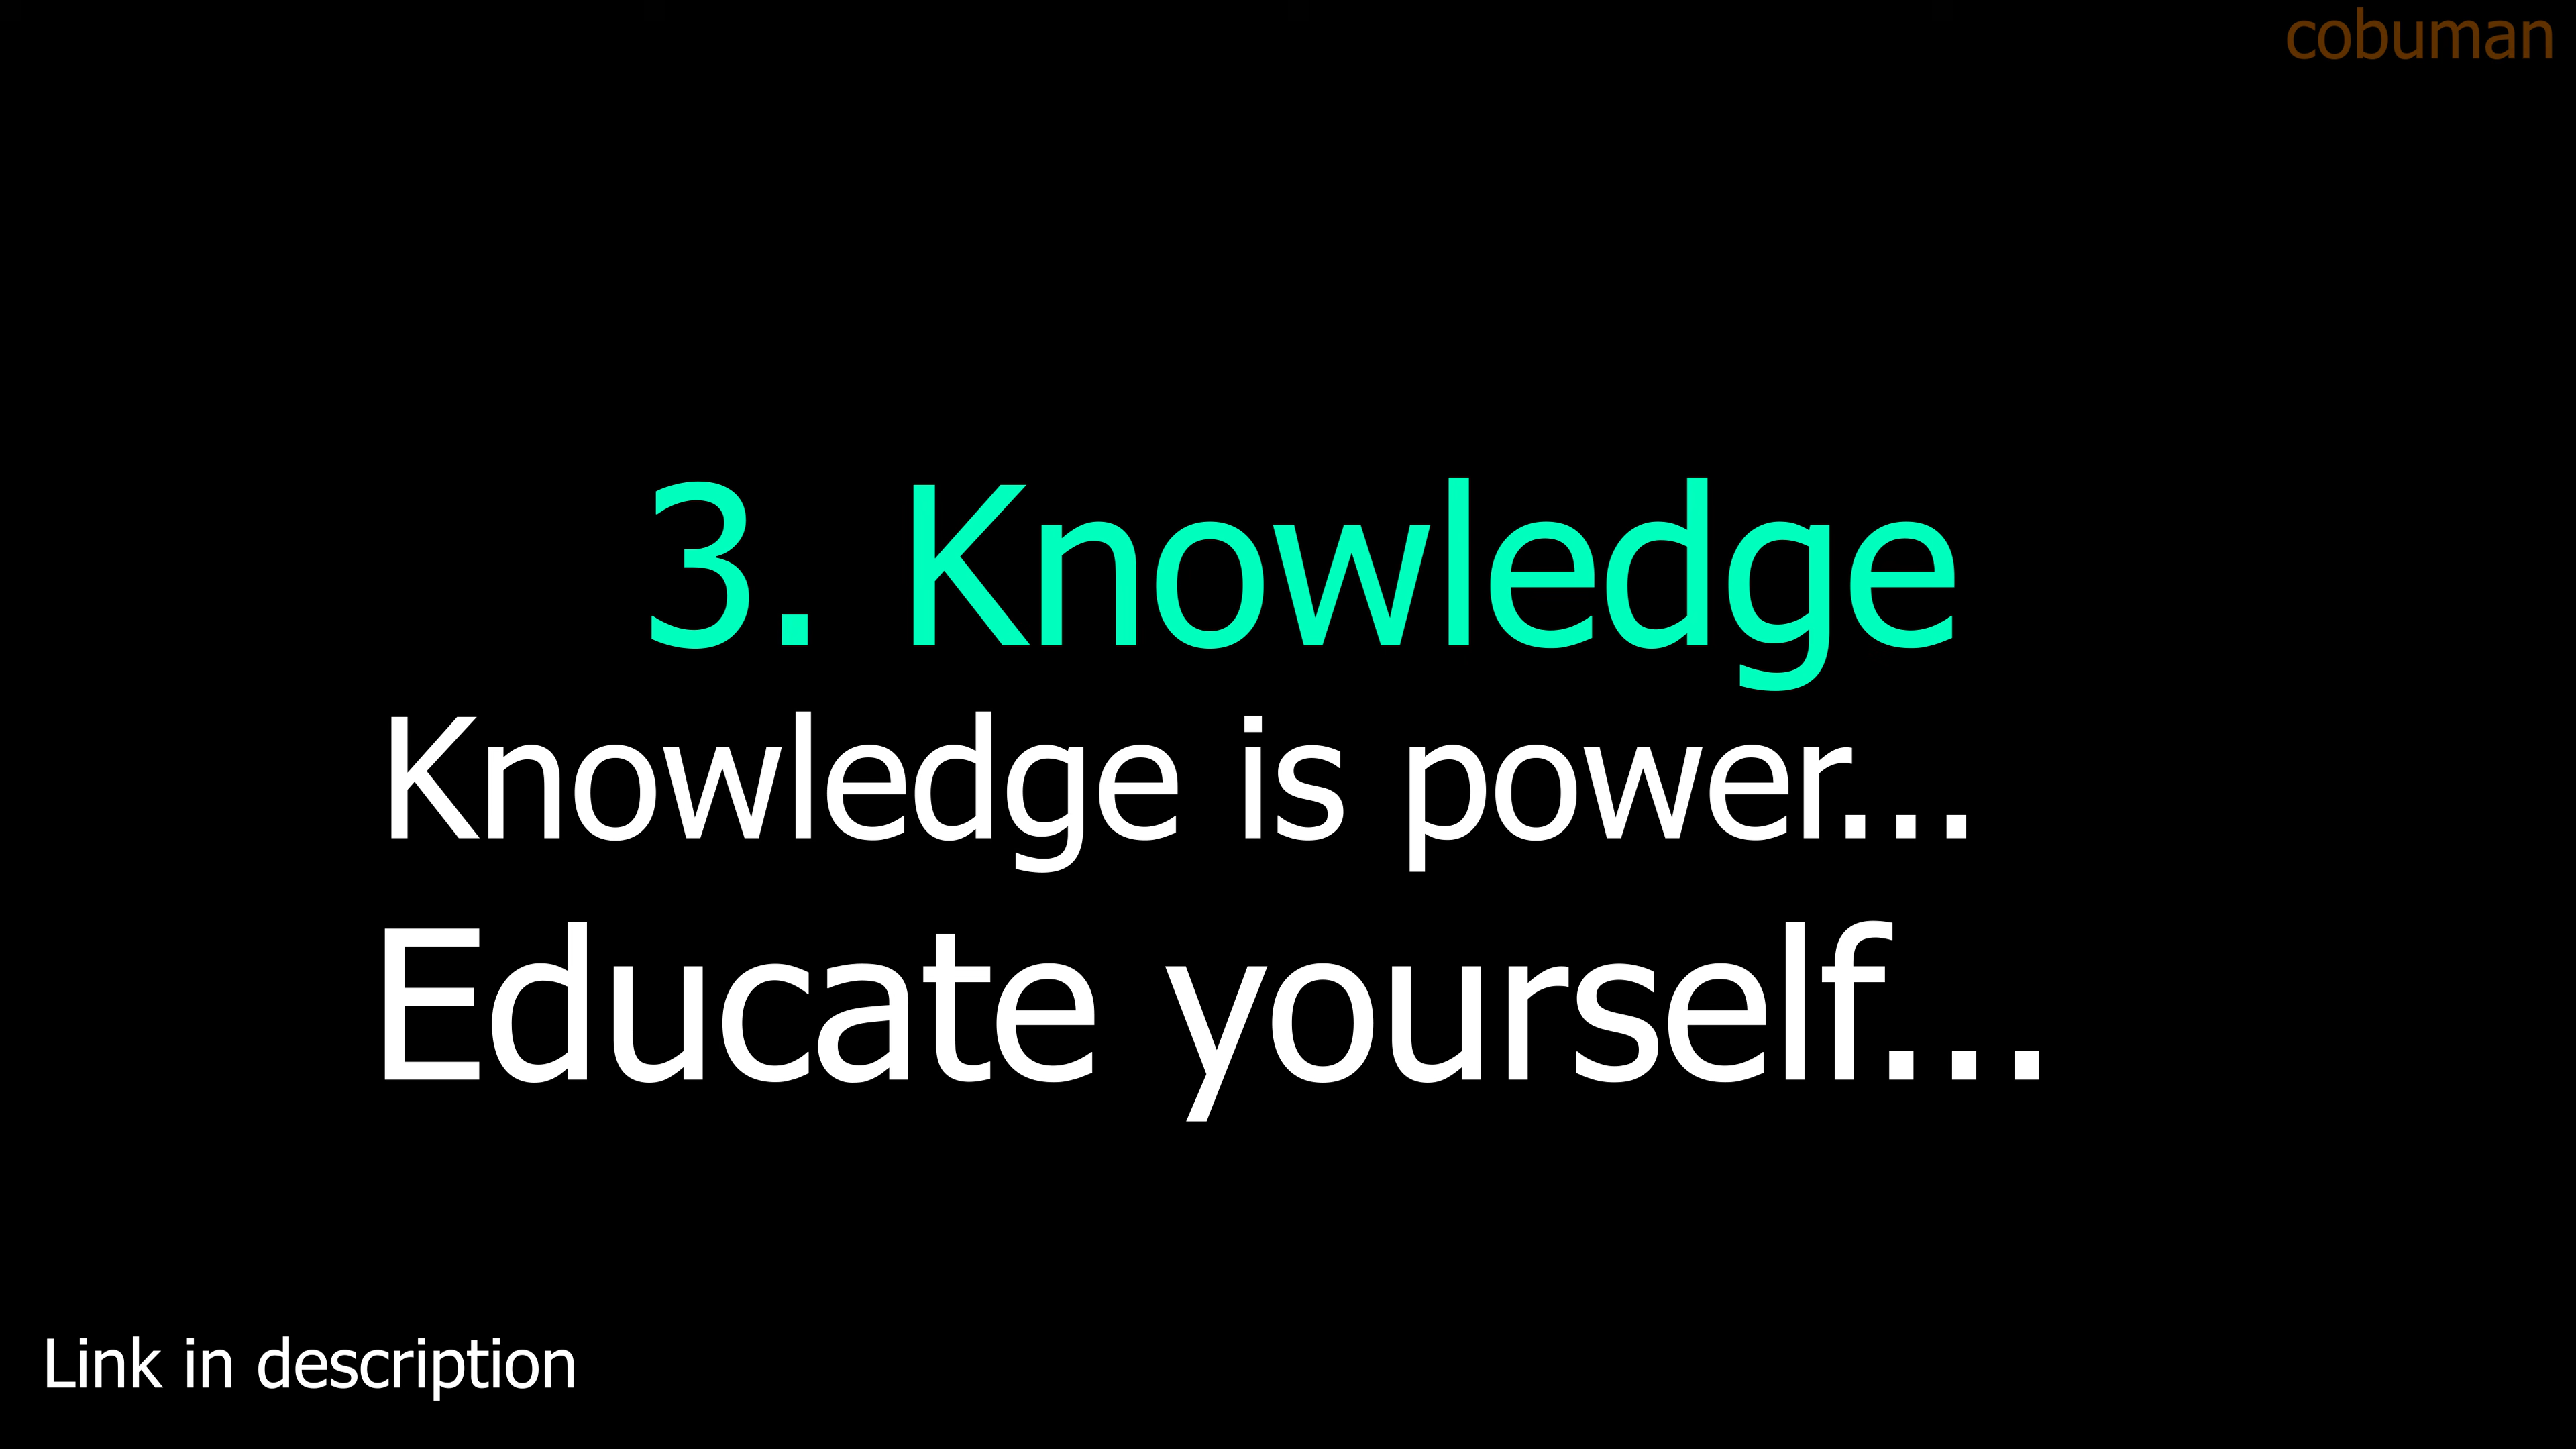 cobuman
3. Knowledge
Knowledge is power...
Educate yourself...
Link in description